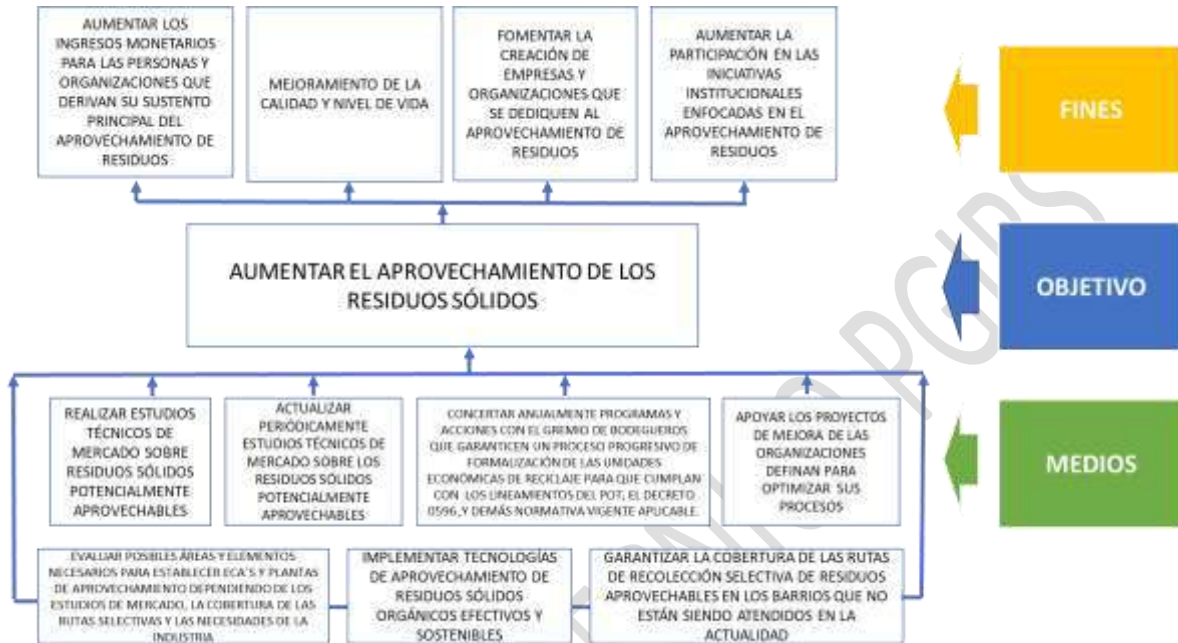 AUMENTAR LOS
INGRESOS MONETARIOS
PARA LAS PERSONAS Y
ORGANIZACIONES QUE
DERIVAN SU SUSTENTO
PRINCIPAL DEL
APROVECHAMIENTO DE
RESIDUOS
MEJORAMIENTO DE LA
CALIDAD Y NIVEL DE VIDA
FOMENTAR LA
CREACIÓN DE
EMPRESAS Y
ORGANIZACIONES QUE
SE DEDIQUEN AL
APROVECHAMIENTO DE
RESIDUOS
AUMENTAR LA
PARTICIPACIÓN EN LAS
INICIATIVAS
INSTITUCIONALES
ENFOCADAS EN EL
APROVECHAMIENTO DE
RESIDUOS
FINES
AUMENTAR EL APROVECHAMIENTO DE LOS
RESIDUOS SÓLIDOS
OBJETIVO
REALIZAR ESTUDIOS
TÉCNICOS DE
MERCADO SOBRE
RESIDUOS SÓLIDOS
POTENCIALMENTE
APROVECHABLES
ACTUALIZAR
PERIÓDICAMENTE
ESTUDIOS TÉCNICOS DE
MERCADO SOBRE LOS
RESIDUOS SÓLIDOS
POTENCIALMENTE
APROVECHABLES
CONCERTAR ANUALMENTE PROGRAMAS Y
ACCIONES CON EL GREMIO DE BODEGUEROS
QUE GARANTICEN UN PROCESO PROGRESIVO DE
FORMALIZACIÓN DE LAS UNIDADES
ECONÓMICAS DE RECICLAJE PARA QUE CUMPLAN
CON LOS LINEAMIENTOS DEL POT, EL DECRETO
0596 ,Y DEMÁS NORMATIVA VIGENTE APLICABLE.
APOYAR LOS PROYECTOS
DE MEJORA DE LAS
ORGANIZACIONES
DEFINAN PARA
OPTIMIZAR SUS
PROCESOS
MEDIOS
EVALUAR POSIBLES ÁREAS Y ELEMENTOS
NECESARIOS PARA ESTABLECER ECA´S Y PLANTAS
DE APROVECHAMIENTO DEPENDIENDO DE LOS
ESTUDIOS DE MERCADO, LA COBERTURA DE LAS
RUTAS SELECTIVAS Y LAS NECESIDADES DE LA
INDUSTRIA
IMPLEMENTAR TECNOLOGÍAS
DE APROVECHAMIENTO DE
RESIDUOS SÓLIDOS
ORGÁNICOS EFECTIVOS Y
SOSTENIBLES
GARANTIZAR LA COBERTURA DE LAS RUTAS
DE RECOLECCIÓN SELECTIVA DE RESIDUOS
APROVECHABLES EN LOS BARRIOS QUE NO
ESTÁN SIENDO ATENDIDOS EN LA
ACTUALIDAD
PGIRS